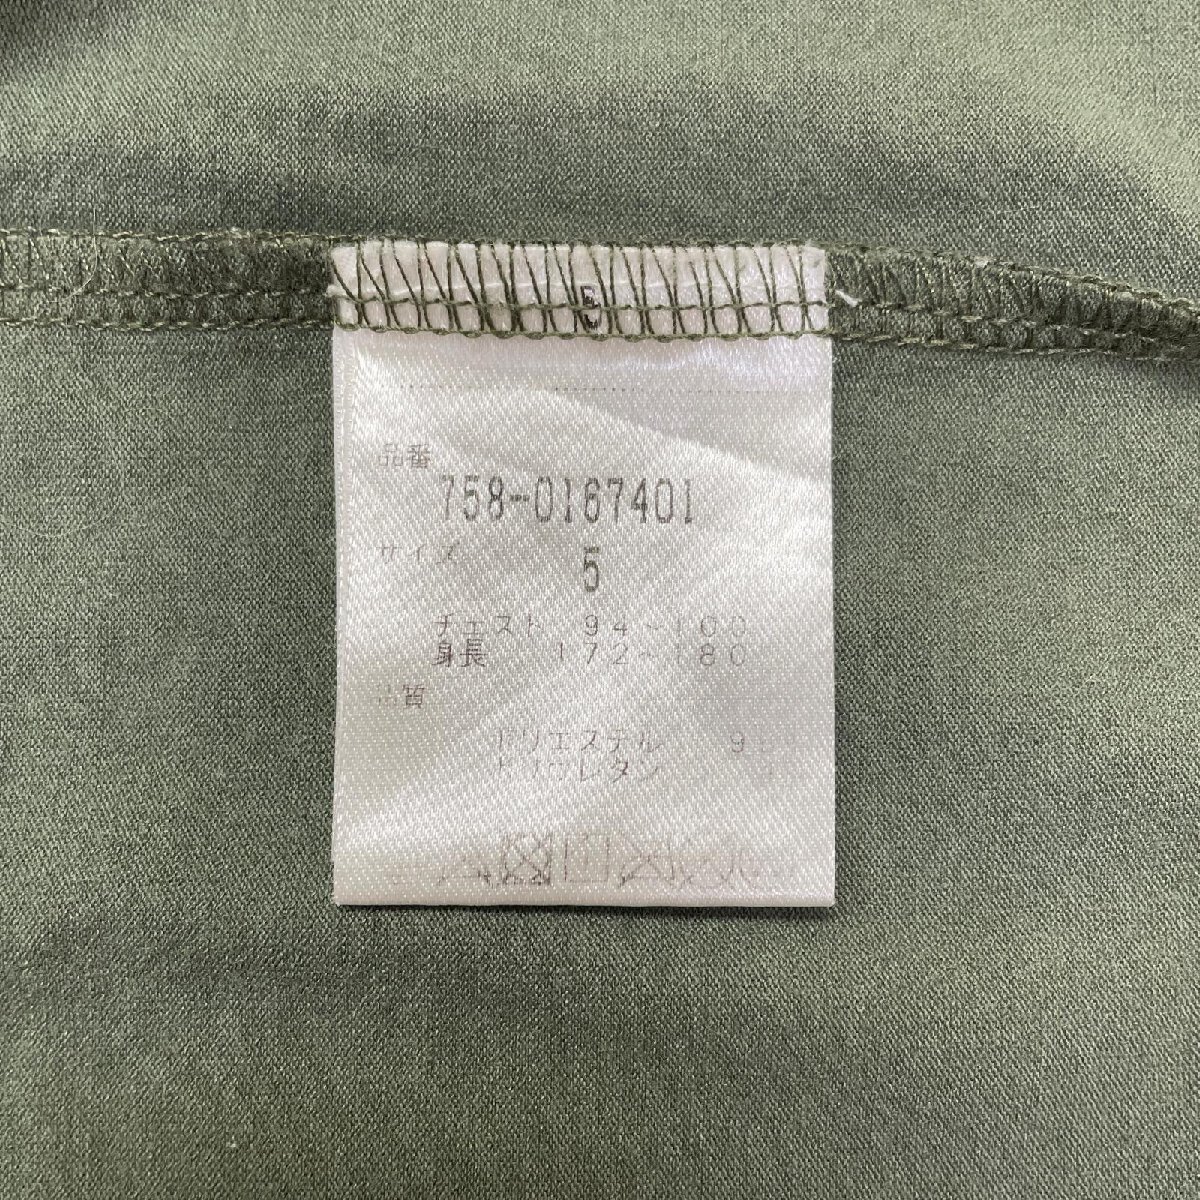 品番
758-0167401
サイズ 5
チェスト 94~100
身長 172~180
品質
ポリエステル
ポリウレタン